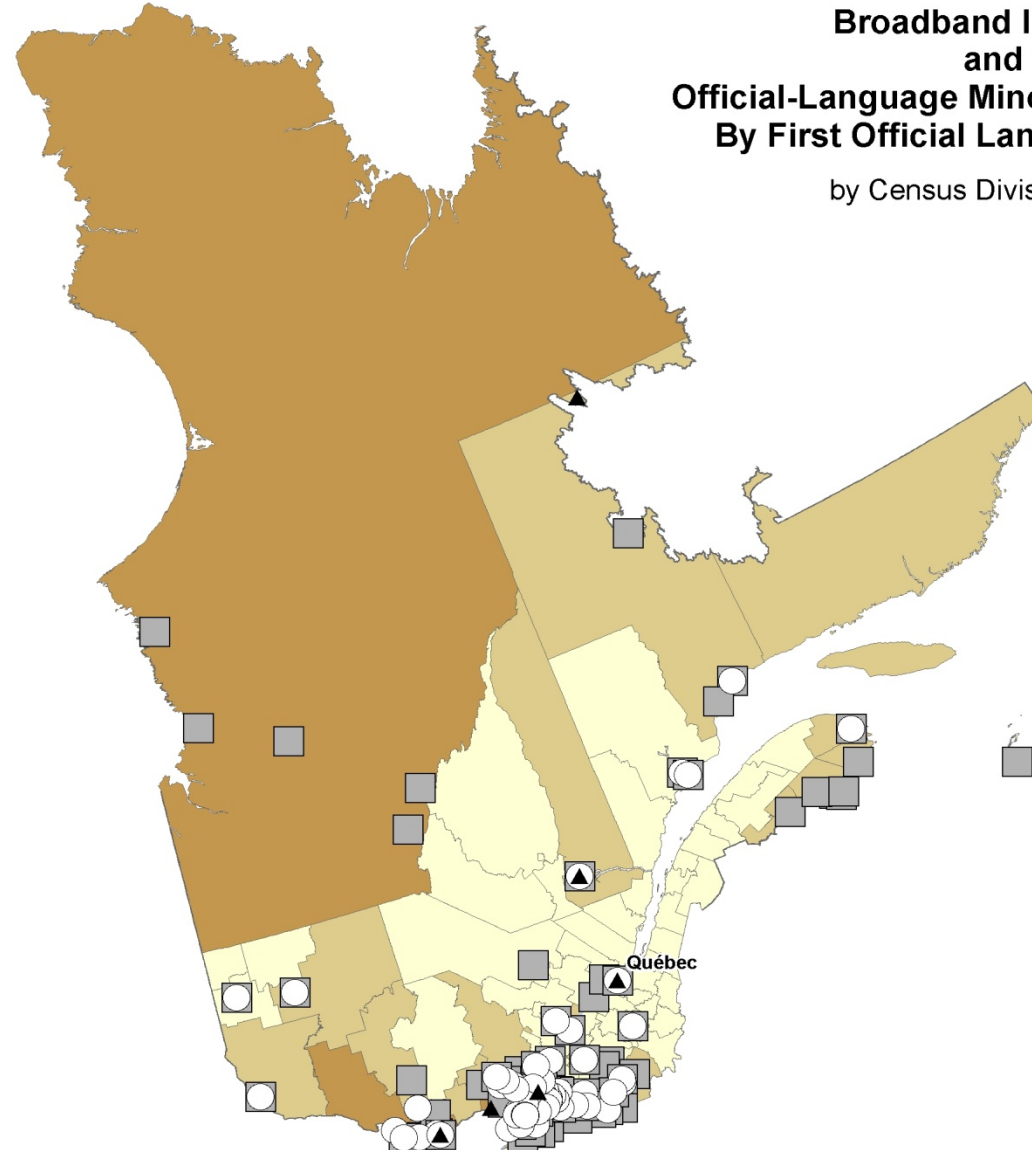 Broadband I
and
Official-Language Mino
By First Official Lan
by Census Divis
Québec